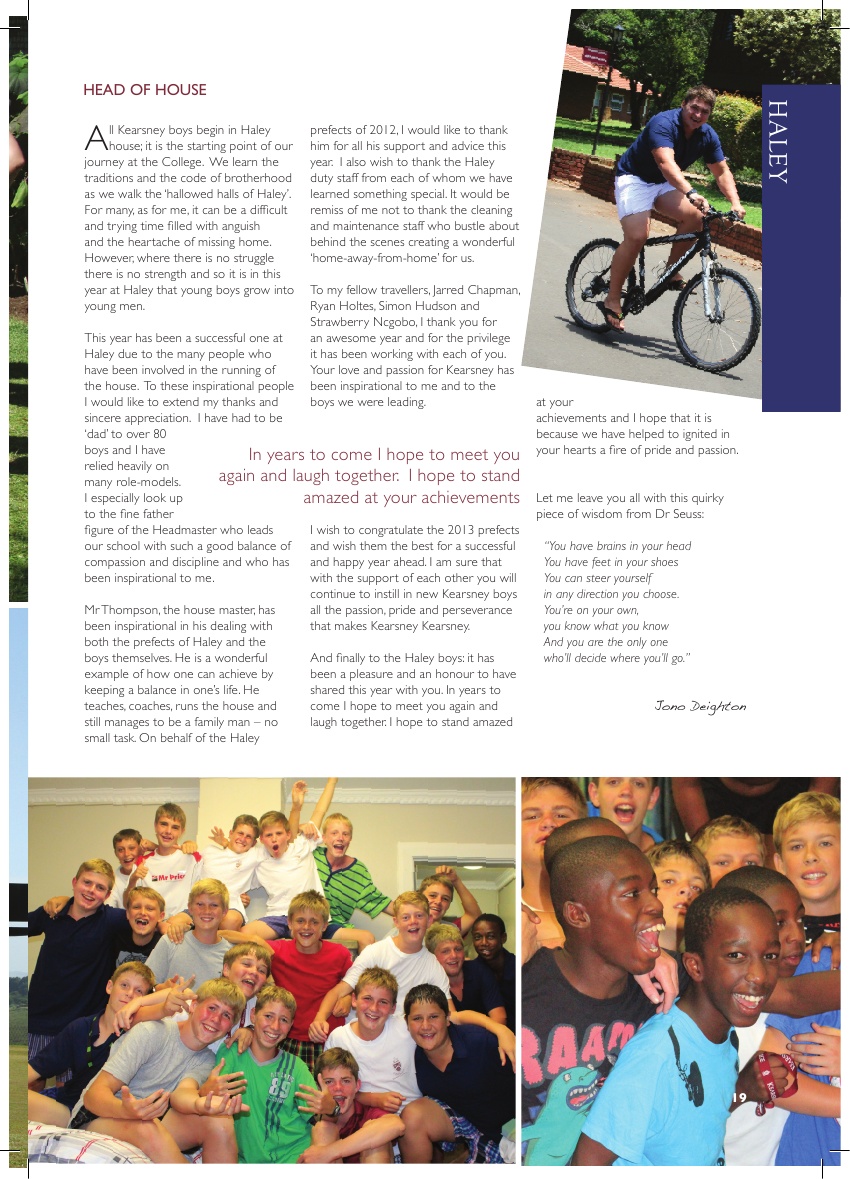 HEAD OF HOUSE
All Kearsney boys begin in Haley
house; it is the starting point of our
journey at the College. We learn the
traditions and the code of brotherhood
as we walk the ‘hallowed halls of Haley’.
For many, as for me, it can be a difficult
and trying time filled with anguish
and the heartache of missing home.
However, where there is no struggle
there is no strength and so it is in this
year at Haley that young boys grow into
young men.
This year has been a successful one at
Haley due to the many people who
have been involved in the running of
the house. To these inspirational people
I would like to extend my thanks and
sincere appreciation. I have had to be
‘dad’ to over 80
boys and I have
relied heavily on
many role-models.
I especially look up
to the fine father
figure of the Headmaster who leads
our school with such a good balance of
compassion and discipline and who has
been inspirational to me.
Mr Thompson, the house master, has
been inspirational in his dealing with
both the prefects of Haley and the
boys themselves. He is a wonderful
example of how one can achieve by
keeping a balance in one’s life. He
teaches, coaches, runs the house and
still manages to be a family man – no
small task. On behalf of the Haley
prefects of 2012, I would like to thank
him for all his support and advice this
year. I also wish to thank the Haley
duty staff from each of whom we have
learned something special. It would be
remiss of me not to thank the cleaning
and maintenance staff who bustle about
behind the scenes creating a wonderful
‘home-away-from-home’ for us.
To my fellow travellers, Jarred Chapman,
Ryan Holtes, Simon Hudson and
Strawberry Ncgobo, I thank you for
an awesome year and for the privilege
it has been working with each of you.
Your love and passion for Kearsney has
been inspirational to me and to the
boys we were leading.
In years to come I hope to meet you
again and laugh together. I hope to stand
amazed at your achievements
I wish to congratulate the 2013 prefects
and wish them the best for a successful
and happy year ahead. I am sure that
with the support of each other you will
continue to instill in new Kearsney boys
all the passion, pride and perseverance
that makes Kearsney Kearsney.
And finally to the Haley boys: it has
been a pleasure and an honour to have
shared this year with you. In years to
come I hope to meet you again and
laugh together. I hope to stand amazed
at your
achievements and I hope that it is
because we have helped to ignited in
your hearts a fire of pride and passion.
Let me leave you all with this quirky
piece of wisdom from Dr Seuss:
“You have brains in your head
You have feet in your shoes
You can steer yourself
in any direction you choose.
You’re on your own,
you know what you know
And you are the only one
who’ll decide where you’ll go.”
Jono Deighton
HALEY
Mr Price
89
RAA
19